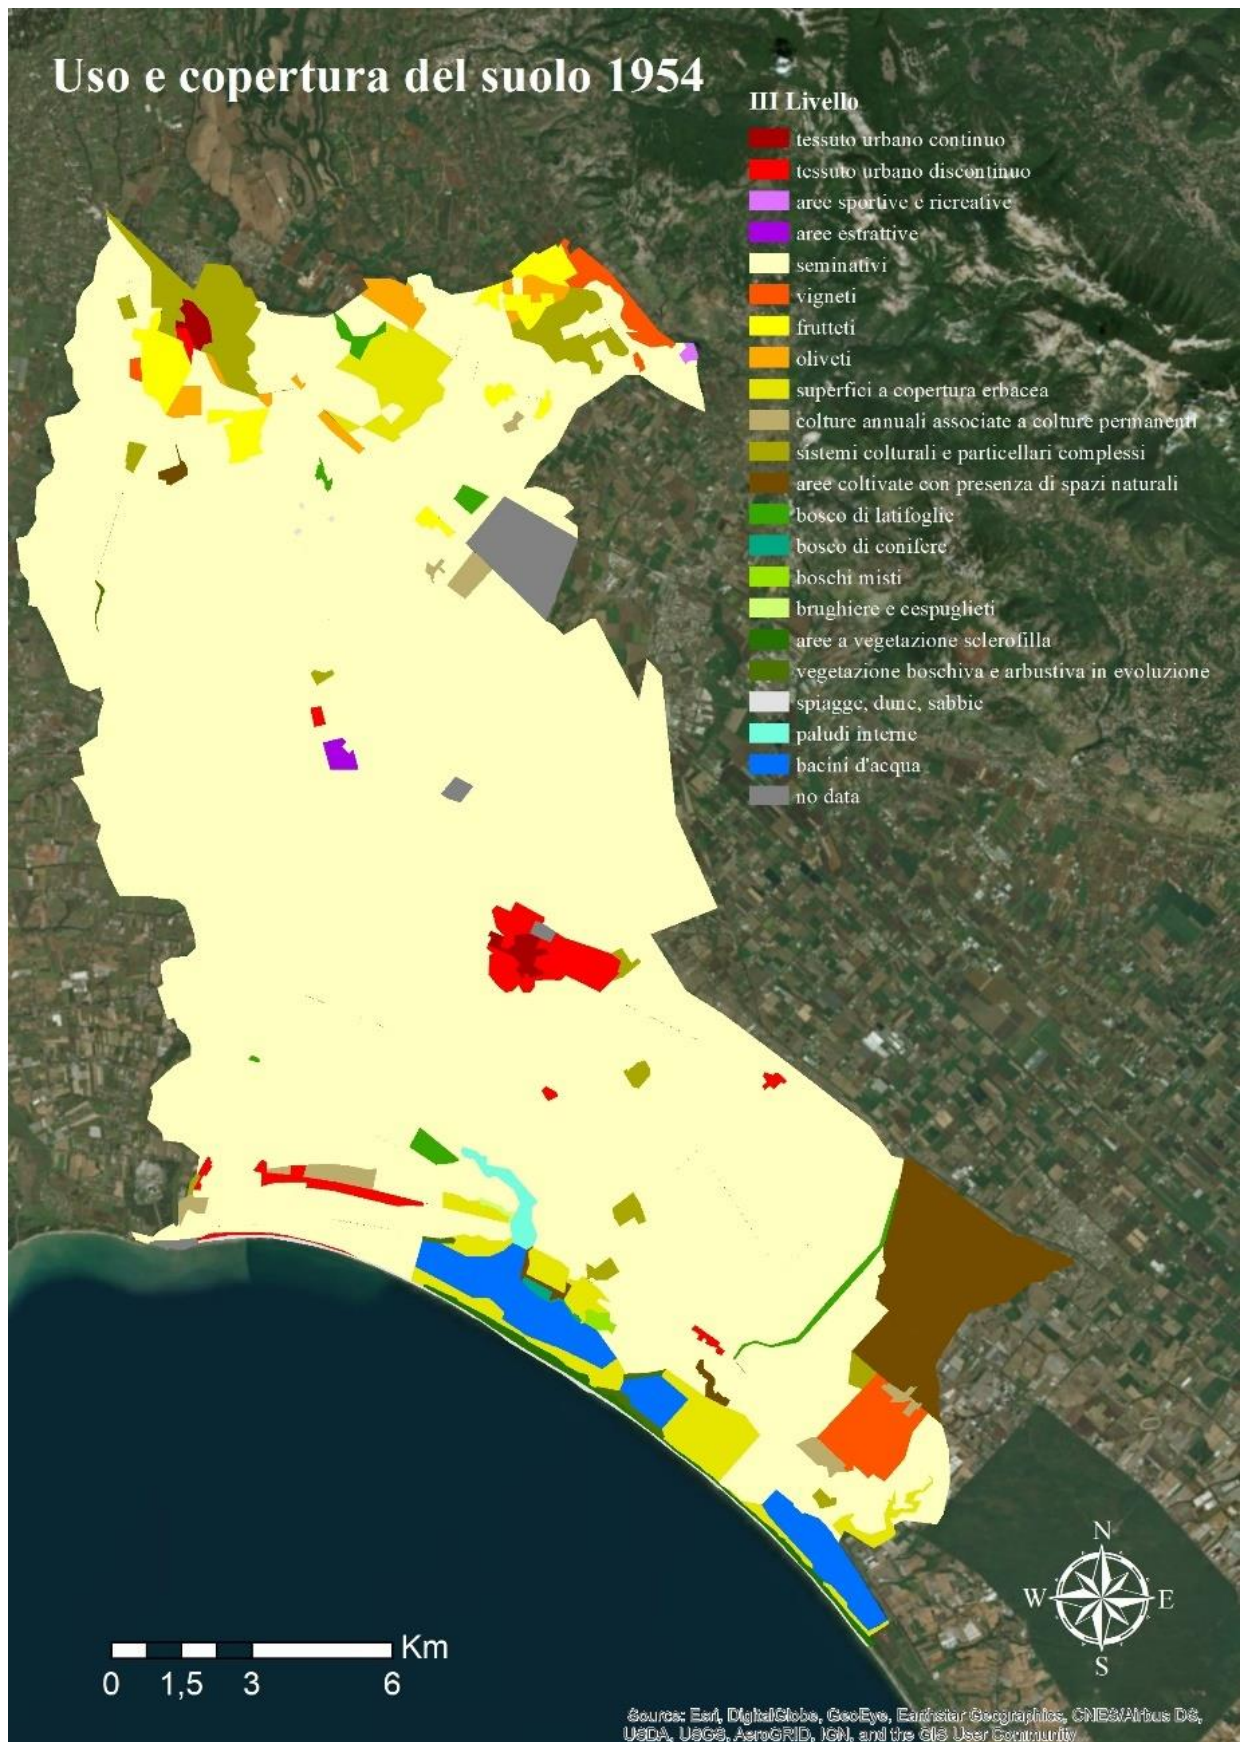 Uso e copertura del suolo 1954
III Livello
tessuto urbano continuo
tessuto urbano discontinuo
aree sportive e ricreative
aree estrattive
seminativi
vigneti
frutteti
oliveti
superfici a copertura erbacea
colture annuali associate a colture permanenti
sistemi colturali e particellari complessi
aree coltivate con presenza di spazi naturali
bosco di latifoglie
bosco di conifere
boschi misti
brughiere e cespuglieti
aree a vegetazione sclerofilla
vegetazione boschiva e arbustiva in evoluzione
spiagge, dune, sabbie
paludi interne
bacini d'acqua
no data
N
W E
S
Km
0 1,5 3 6
Source: Esri, DigitalGlobe, GeoEye, Earthstar Geographics, CNES/Airbus DS,
USDA, USGS, AeroGRID, IGN, and the GIS User Community